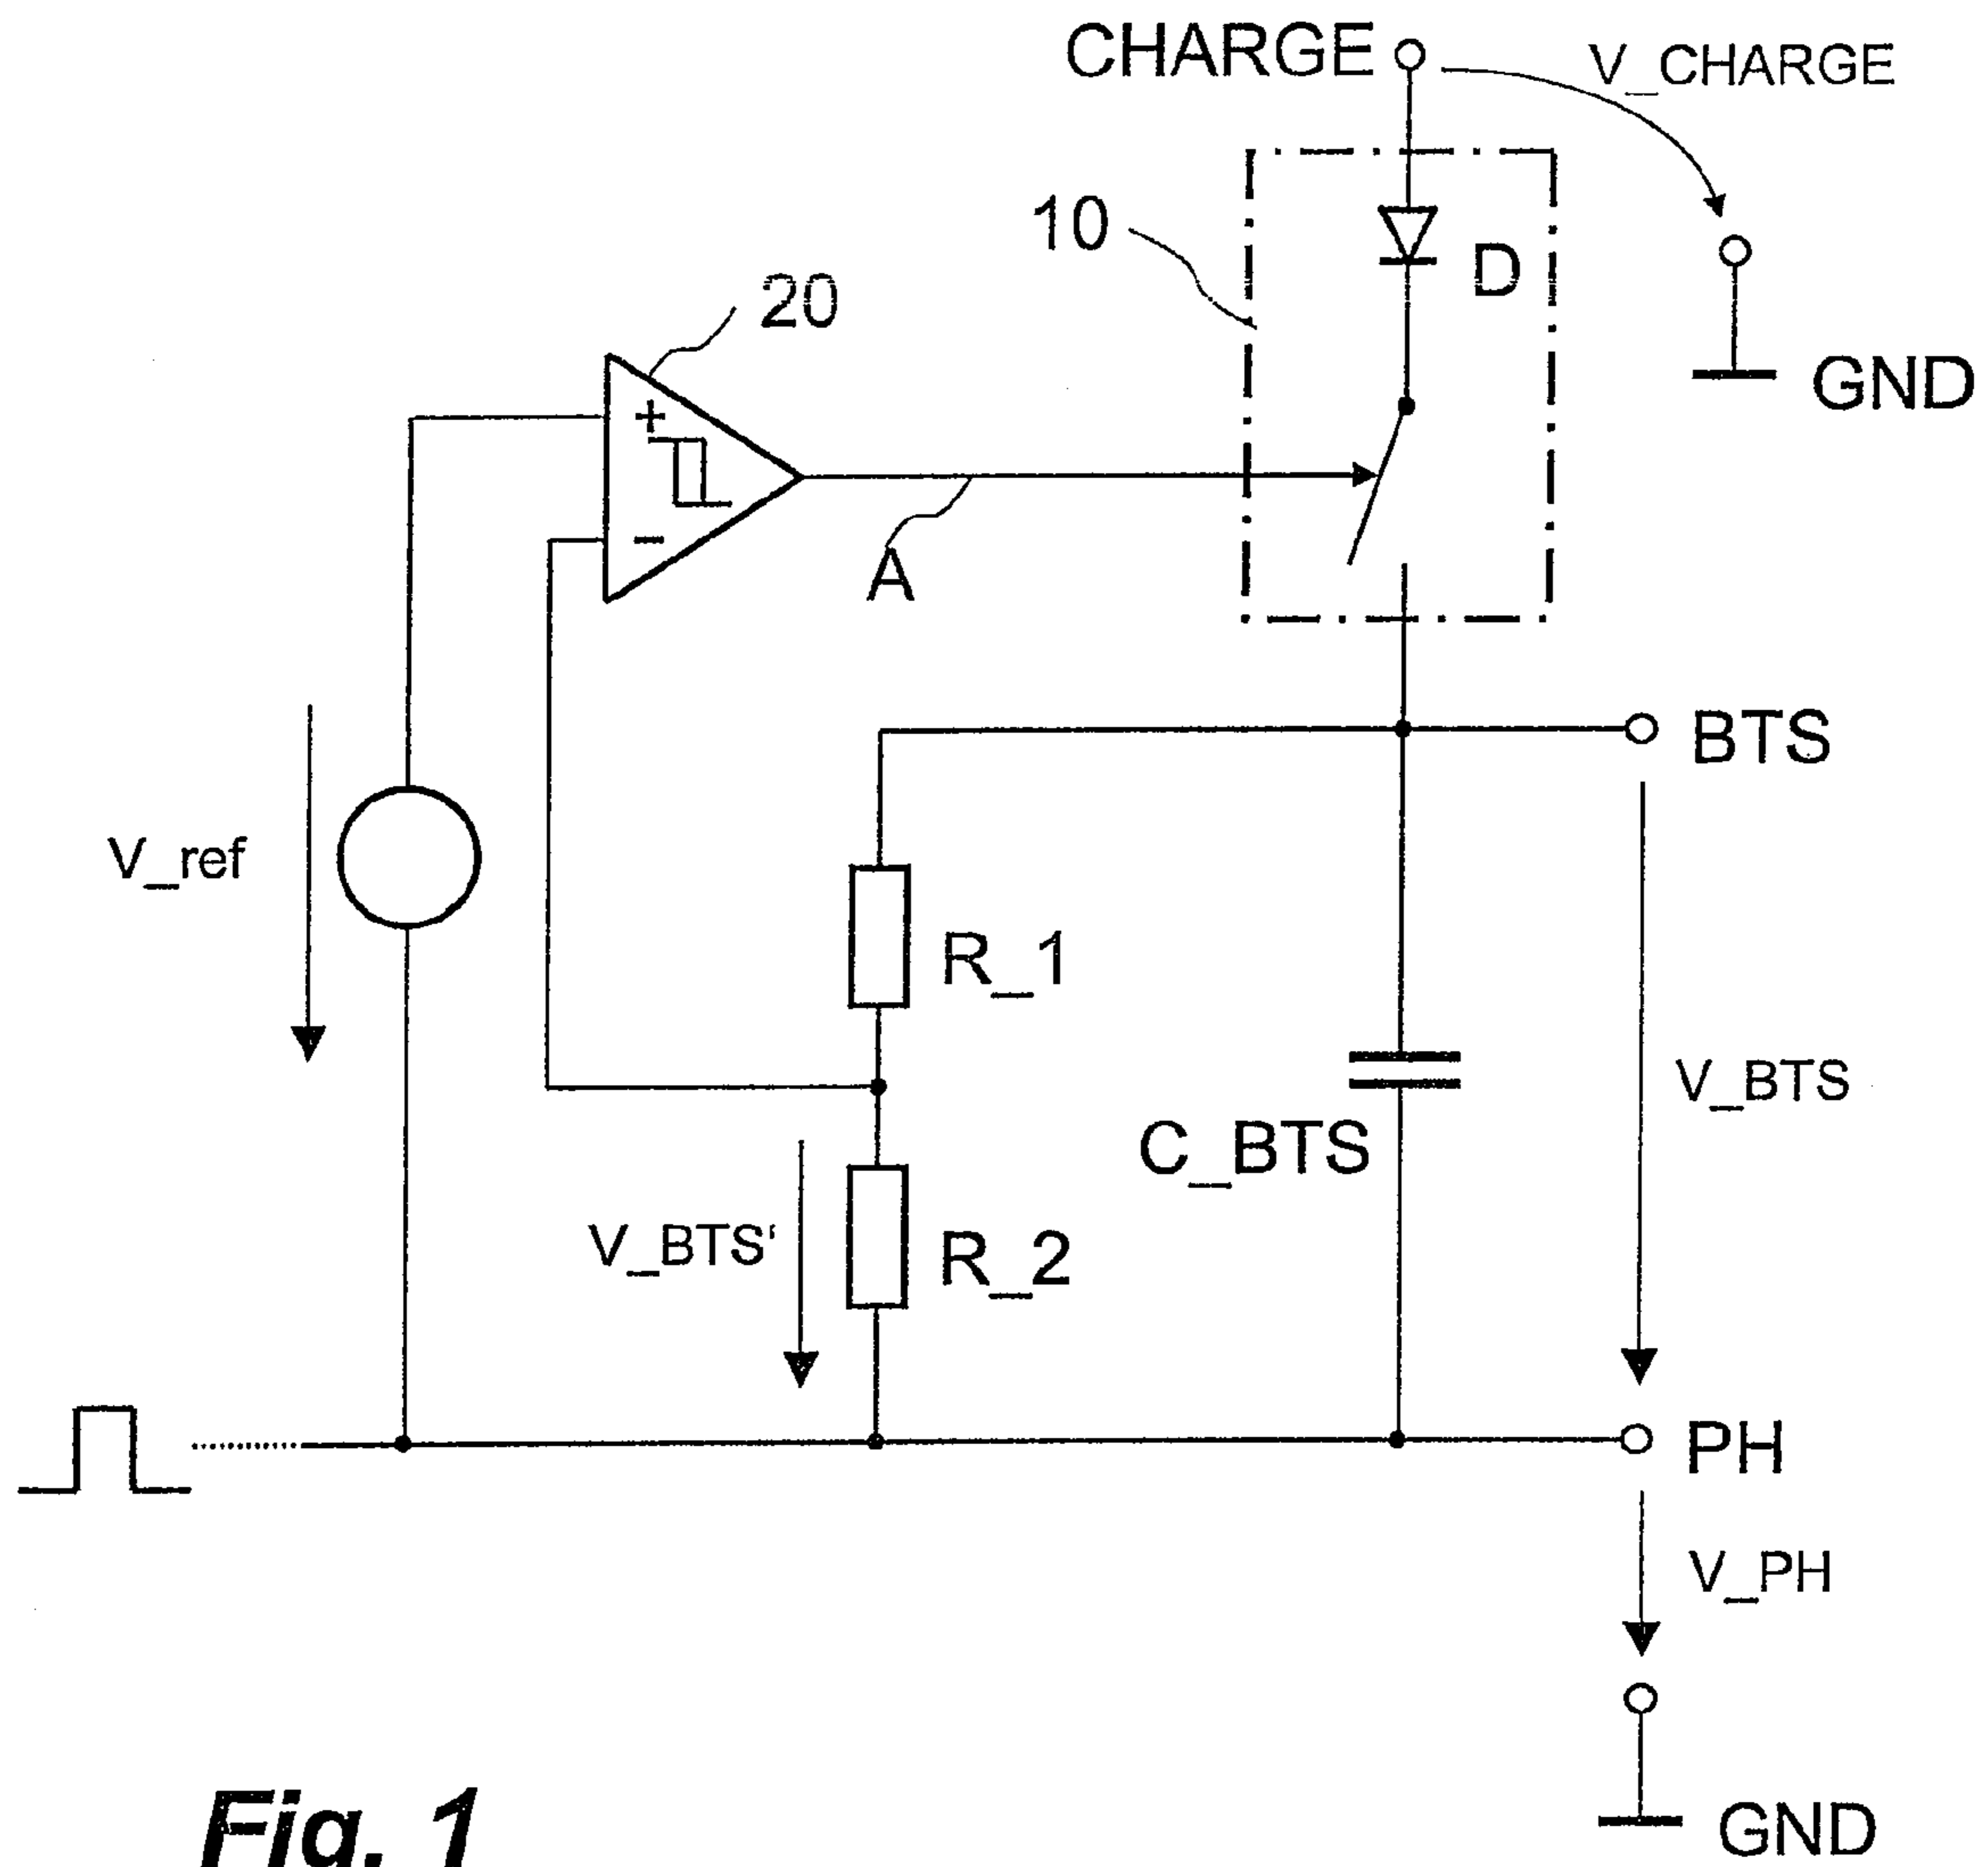 CHARGE
V_CHARGE
10
D
20
GND
+
-
A
BTS
V_ref
R_1
V_BTS
C_BTS
V_BTS'
R_2
PH
V_PH
GND
Fig. 1